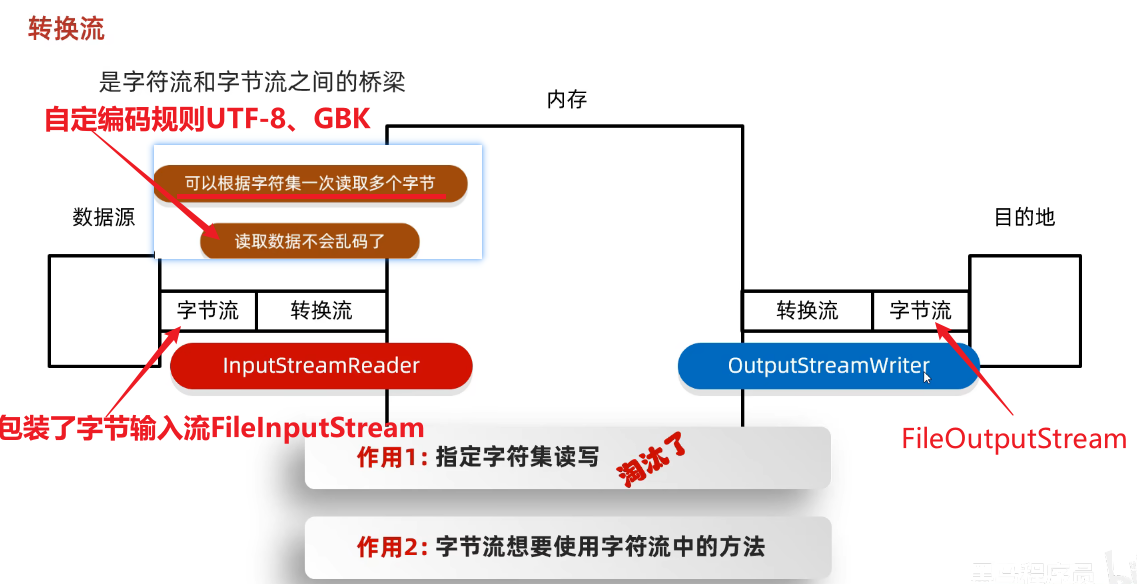 转换流
是字符流和字节流之间的桥梁
内存
自定编码规则UTF-8、GBK
可以根据字符集一次读取多个字节
数据源
目的地
读取数据不会乱码了
字节流
转换流
转换流
字节流
InputStreamReader
OutputStreamWriter
包装了字节输入流FileInputStream
FileOutputStream
作用1: 指定字符集读写
淘汰了
作用2: 字节流想要使用字符流中的方法